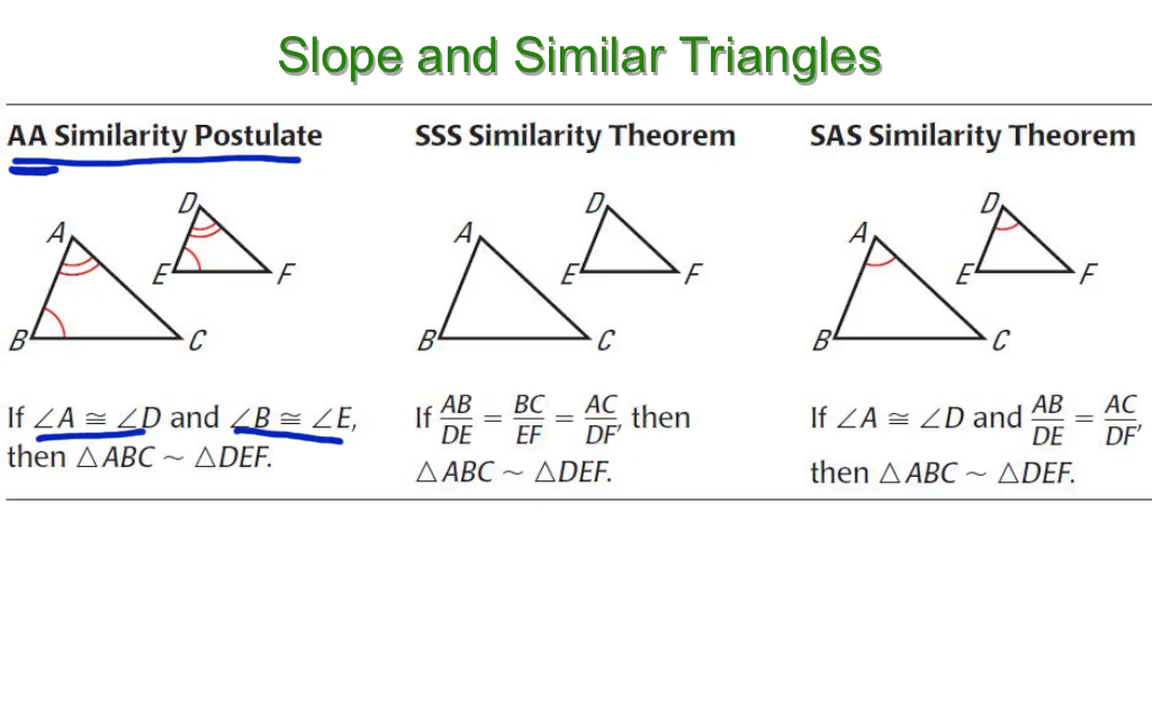 Slope and Similar Triangles
AA Similarity Postulate
A
B
C
D
E
F
If ∠A ≅ ∠D and ∠B ≅ ∠E,
then △ABC ~ △DEF.
SSS Similarity Theorem
A
B
C
D
E
F
If AB/DE = BC/EF = AC/DF, then
△ABC ~ △DEF.
SAS Similarity Theorem
A
B
C
D
E
F
If ∠A ≅ ∠D and AB/DE = AC/DF,
then △ABC ~ △DEF.